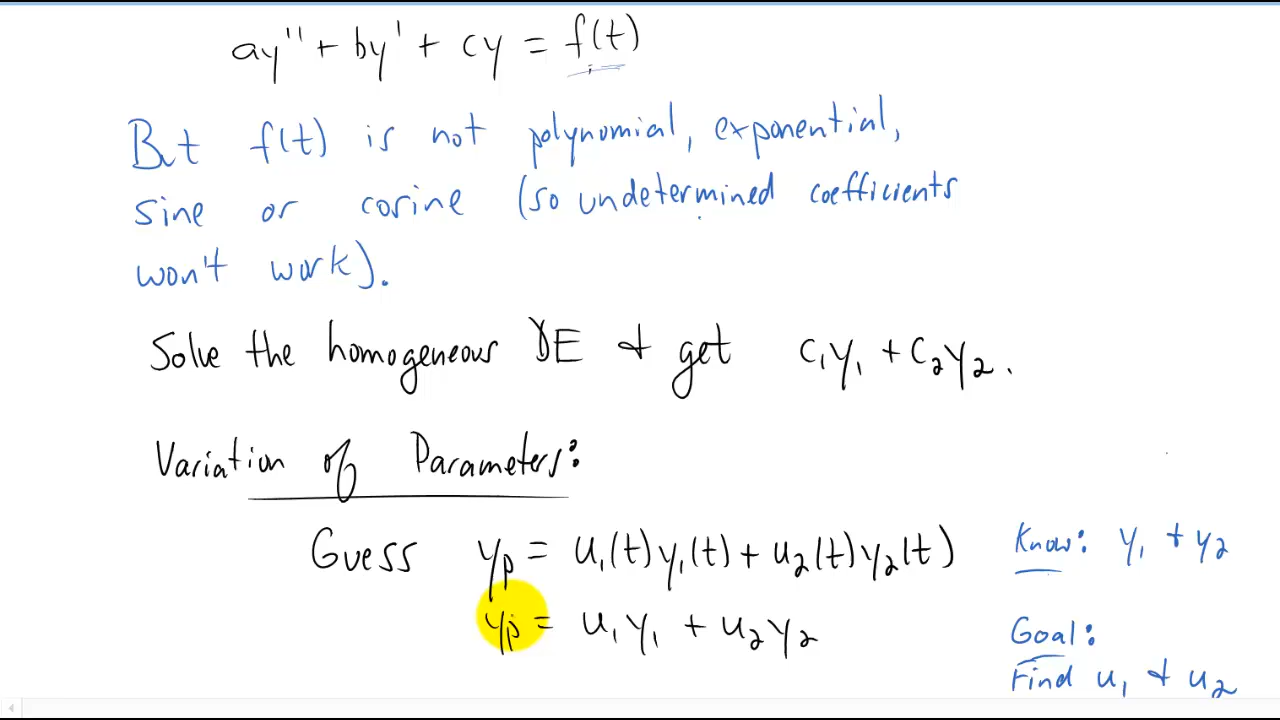 ay'' + by' + cy = f(t)
But f(t) is not polynomial, exponential,
sine or cosine (so undetermined coefficients
won't work).
Solve the homogeneous DE & get c₁y₁ + c₂y₂.
Variation of Parameters:
Guess yₚ = u₁(t)y₁(t) + u₂(t)y₂(t)
yₚ = u₁y₁ + u₂y₂
Know: y₁ + y₂
Goal:
Find u₁ & u₂